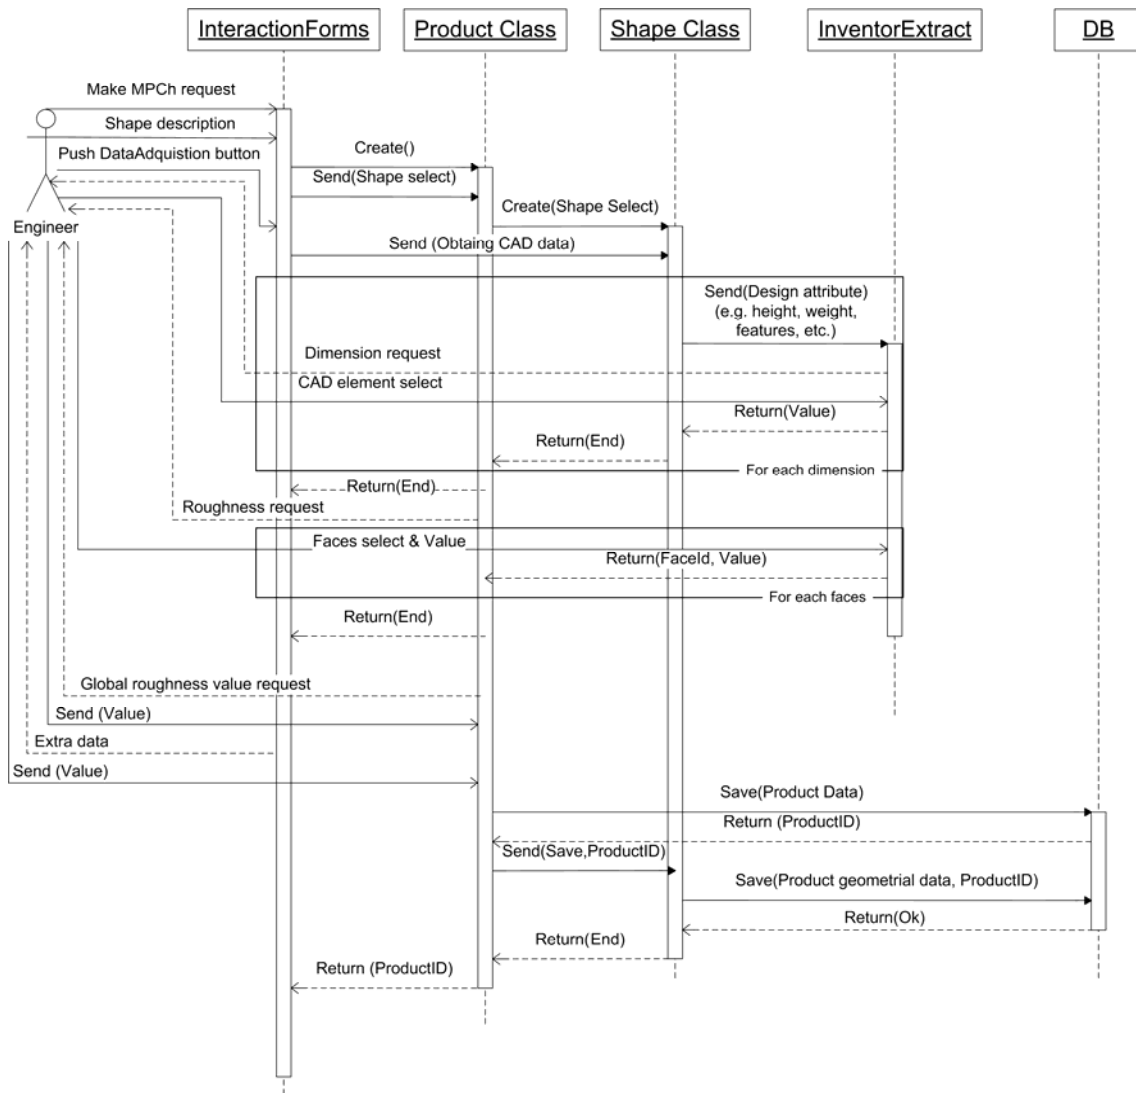 InteractionForms
Product Class
Shape Class
InventorExtract
DB
Make MPCh request
Shape description
Push DataAdquistion button
Create()
Send(Shape select)
Create(Shape Select)
Engineer
Send (Obtaing CAD data)
Send(Design attribute)
(e.g. height, weight,
features, etc.)
Dimension request
CAD element select
Return(Value)
Return(End)
For each dimension
Return(End)
Roughness request
Faces select & Value
Return(FaceId, Value)
For each faces
Return(End)
Global roughness value request
Send (Value)
Extra data
Send (Value)
Save(Product Data)
Return (ProductID)
Send(Save,ProductID)
Save(Product geometrial data, ProductID)
Return(Ok)
Return(End)
Return (ProductID)